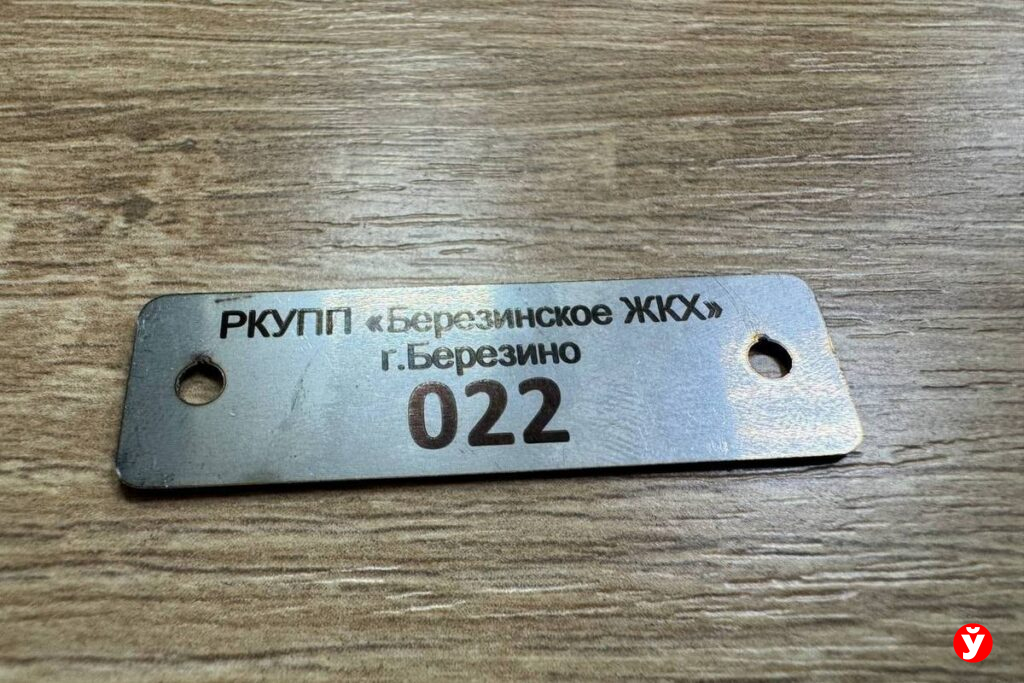 РКУПП «Березинское ЖКХ»
г.Березино
022
ў